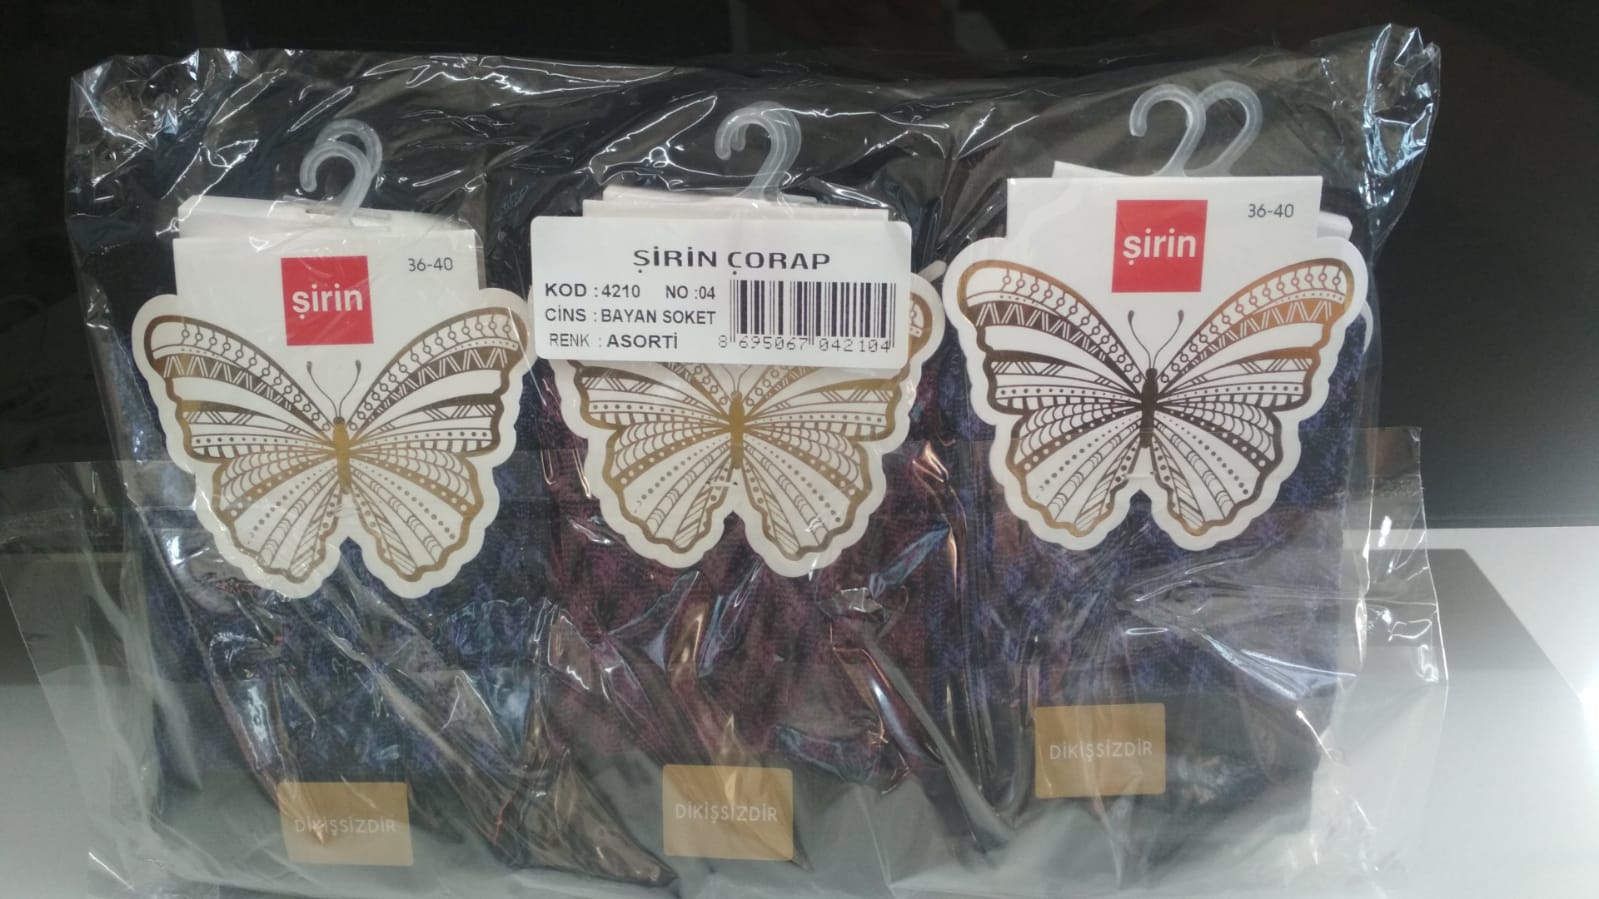 36-40
şirin
ŞİRİN ÇORAP
KOD : 4210 NO :04
CİNS : BAYAN SOKET
RENK : ASORTİ
8 695067 042104
36-40
şirin
DİKİŞSİZDİR
DİKİŞSİZDİR
DİKİŞSİZDİR